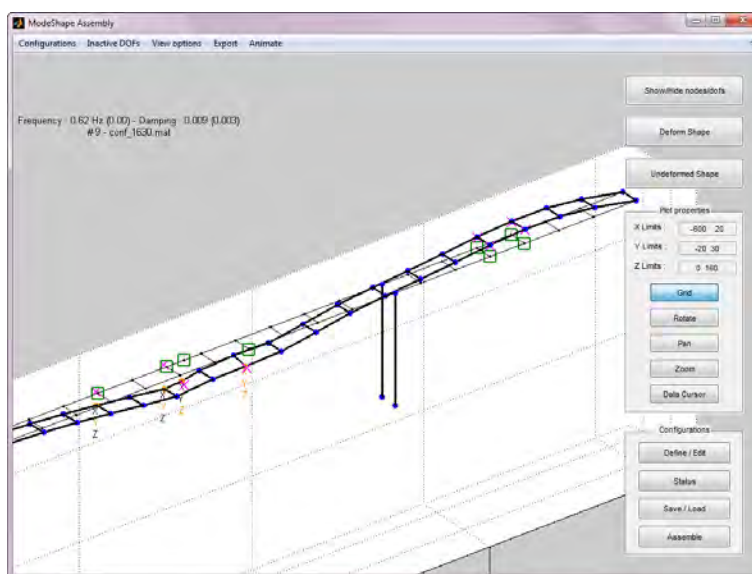 ModeShape Assembly
Configurations Inactive DOFs View options Export Animate
Frequency : 0.62 Hz (0.00) - Damping : 0.009 (0.003)
# 9 - conf_1630.mat
Show/hide nodes/dofs
Deform Shape
Undeformed Shape
Plot properties
X Limits -600 20
Y Limits : -20 30
Z Limits : 0 160
Grid
Rotate
Pan
Zoom
Data Cursor
Configurations
Define / Edit
Status
Save / Load
Assemble
Z
Z
Z
Y
Z